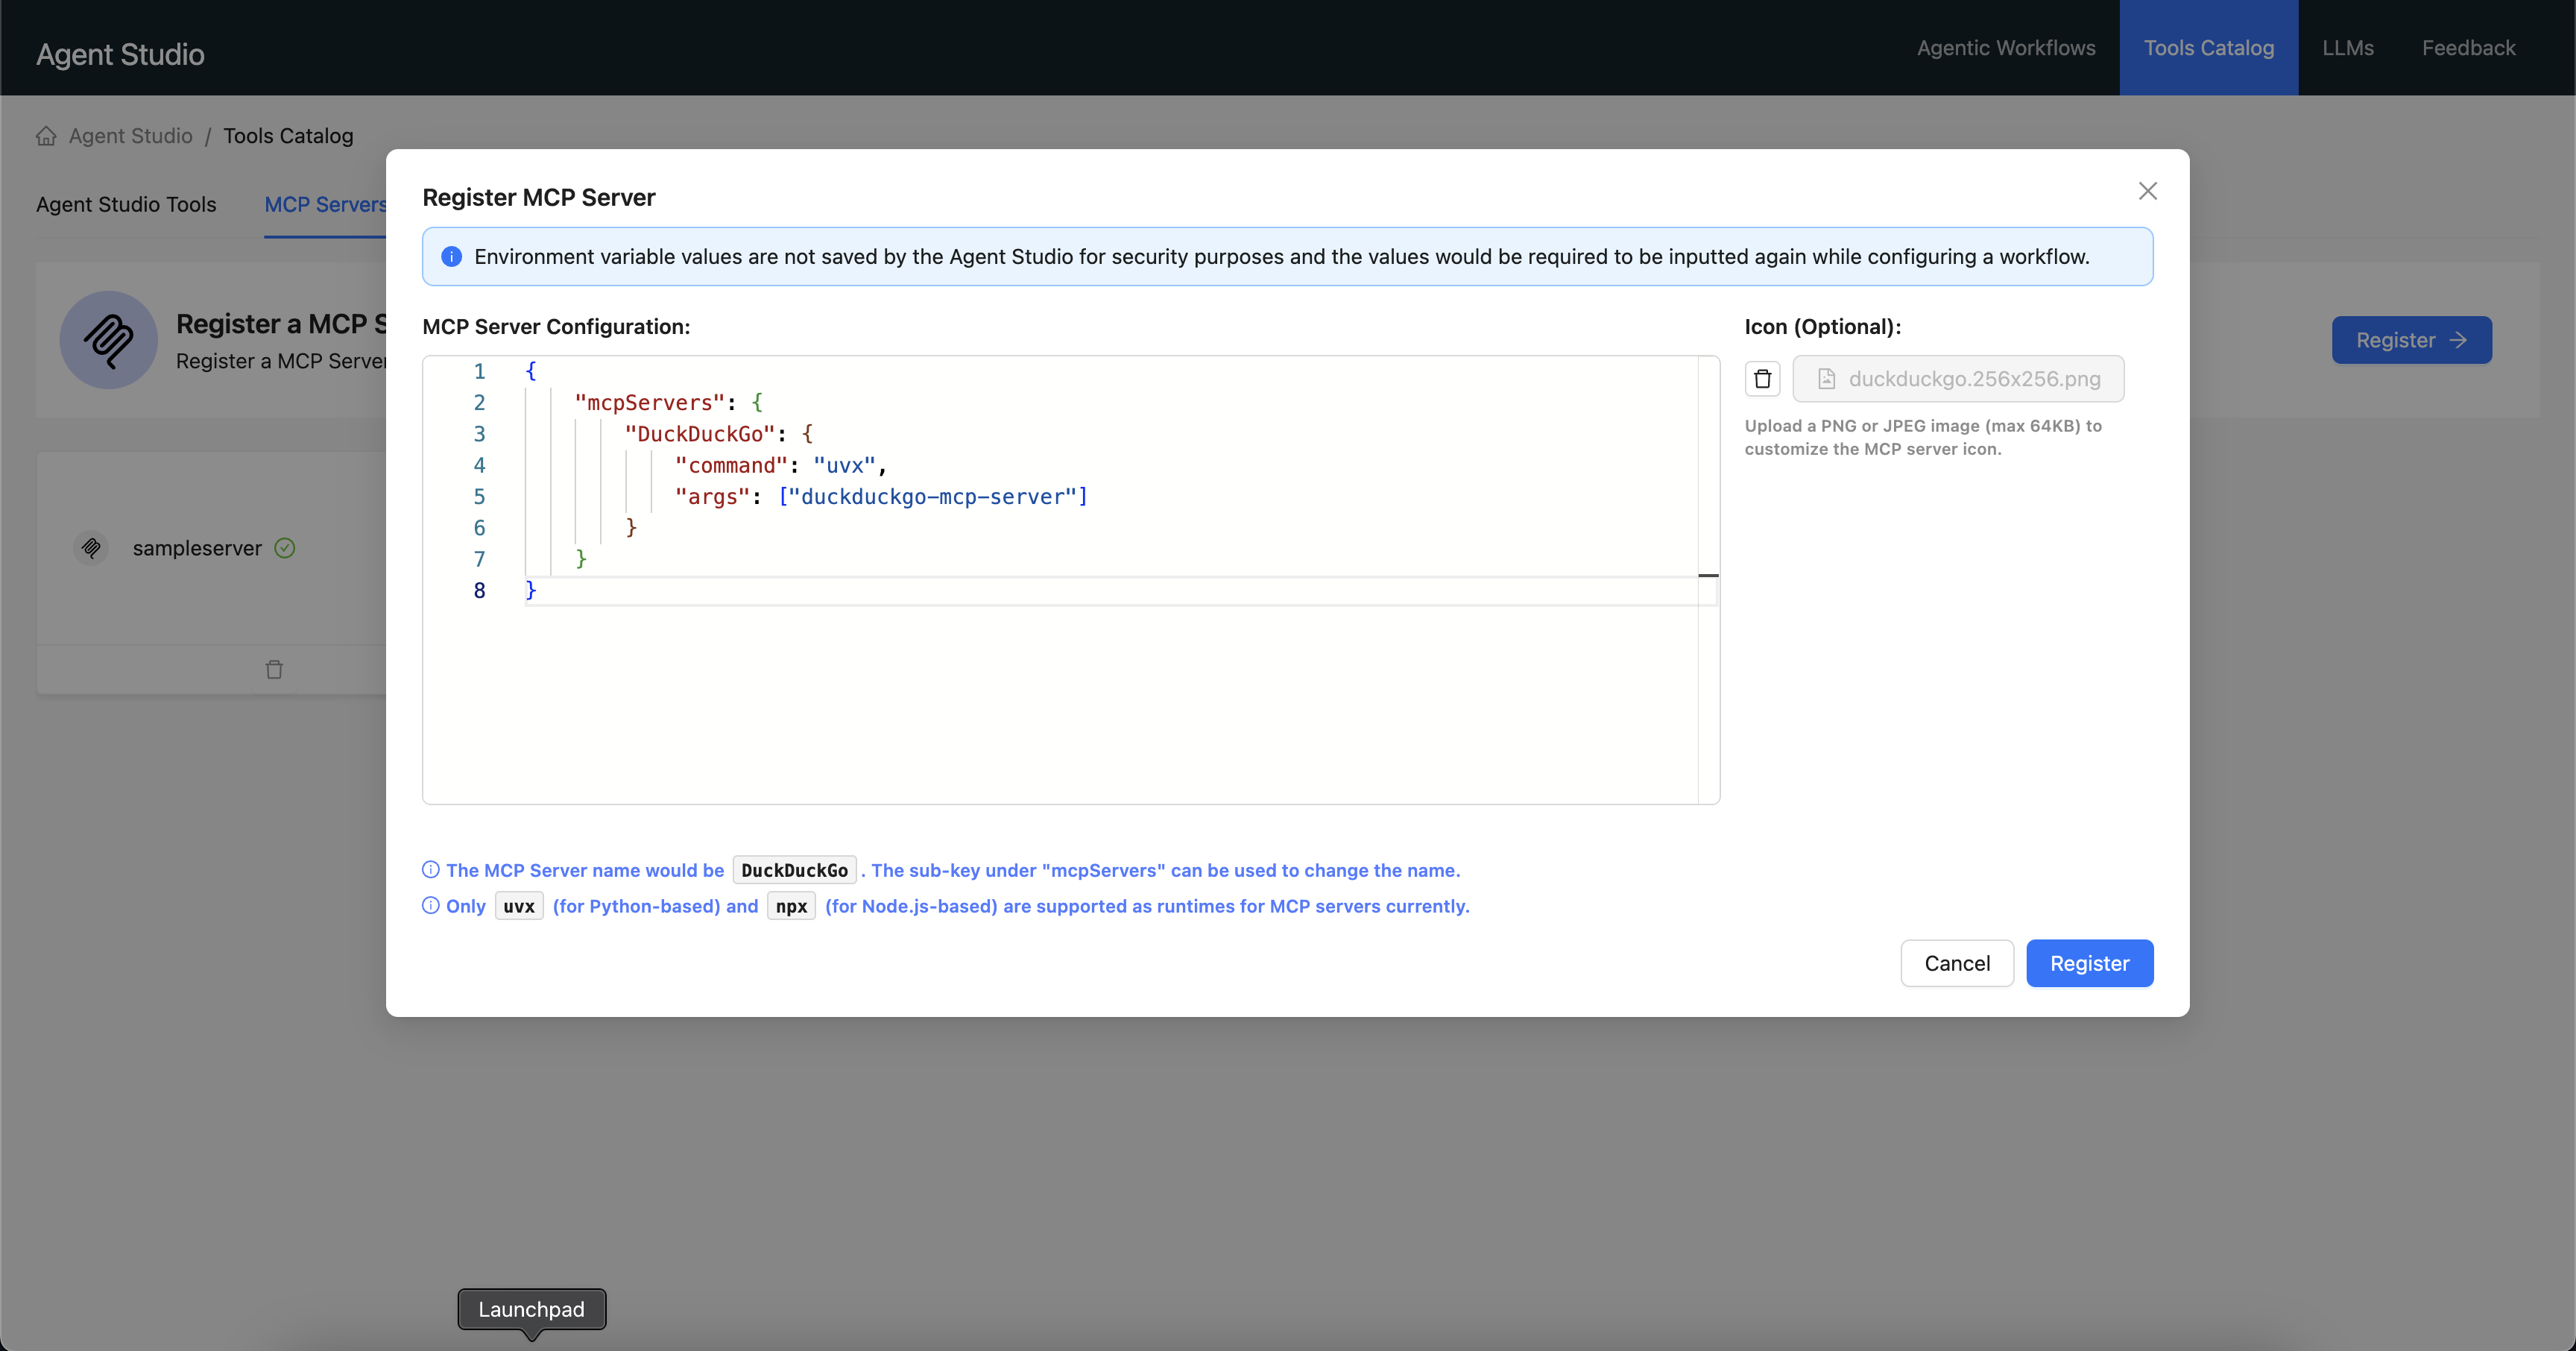 Agent Studio
Agentic Workflows
Tools Catalog
LLMs
Feedback
Agent Studio / Tools Catalog
Agent Studio Tools
MCP Servers
Register a MCP S
Register a MCP Server
Register
sampleserver
Register MCP Server
Environment variable values are not saved by the Agent Studio for security purposes and the values would be required to be inputted again while configuring a workflow.
MCP Server Configuration:
1 {
2 "mcpServers": {
3 "DuckDuckGo": {
4 "command": "uvx",
5 "args": ["duckduckgo-mcp-server"]
6 }
7 }
8 }
Icon (Optional):
duckduckgo.256x256.png
Upload a PNG or JPEG image (max 64KB) to
customize the MCP server icon.
The MCP Server name would be DuckDuckGo . The sub-key under "mcpServers" can be used to change the name.
Only uvx (for Python-based) and npx (for Node.js-based) are supported as runtimes for MCP servers currently.
Cancel
Register
Launchpad